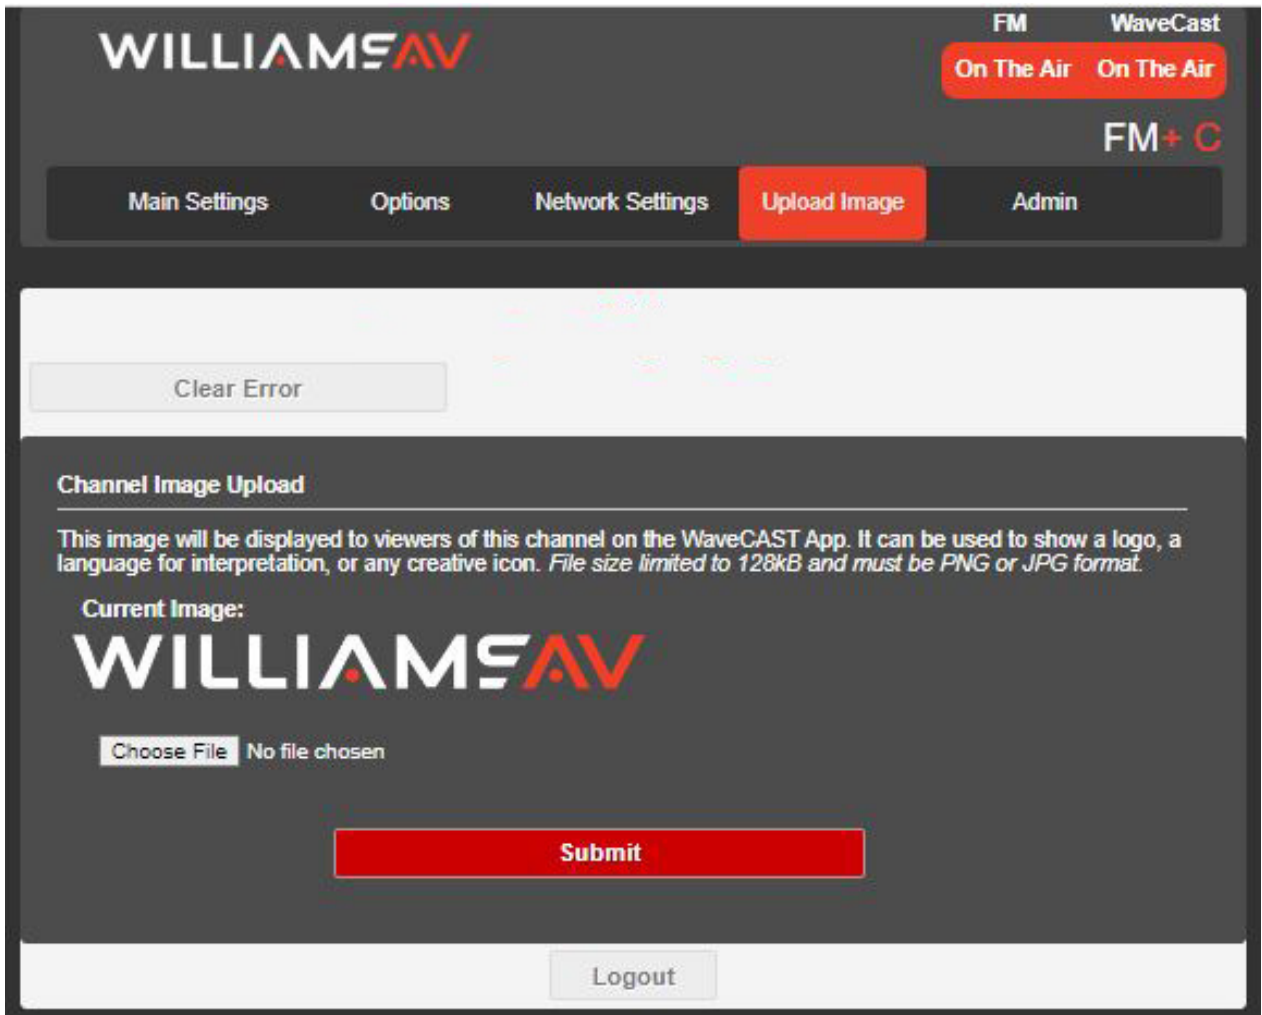 WILLIAMSAV
FM WaveCast
On The Air On The Air
FM+ C
Main Settings Options Network Settings Upload Image Admin
Clear Error
Channel Image Upload
This image will be displayed to viewers of this channel on the WaveCAST App. It can be used to show a logo, a
language for interpretation, or any creative icon. File size limited to 128kB and must be PNG or JPG format.
Current Image:
WILLIAMSAV
Choose File No file chosen
Submit
Logout